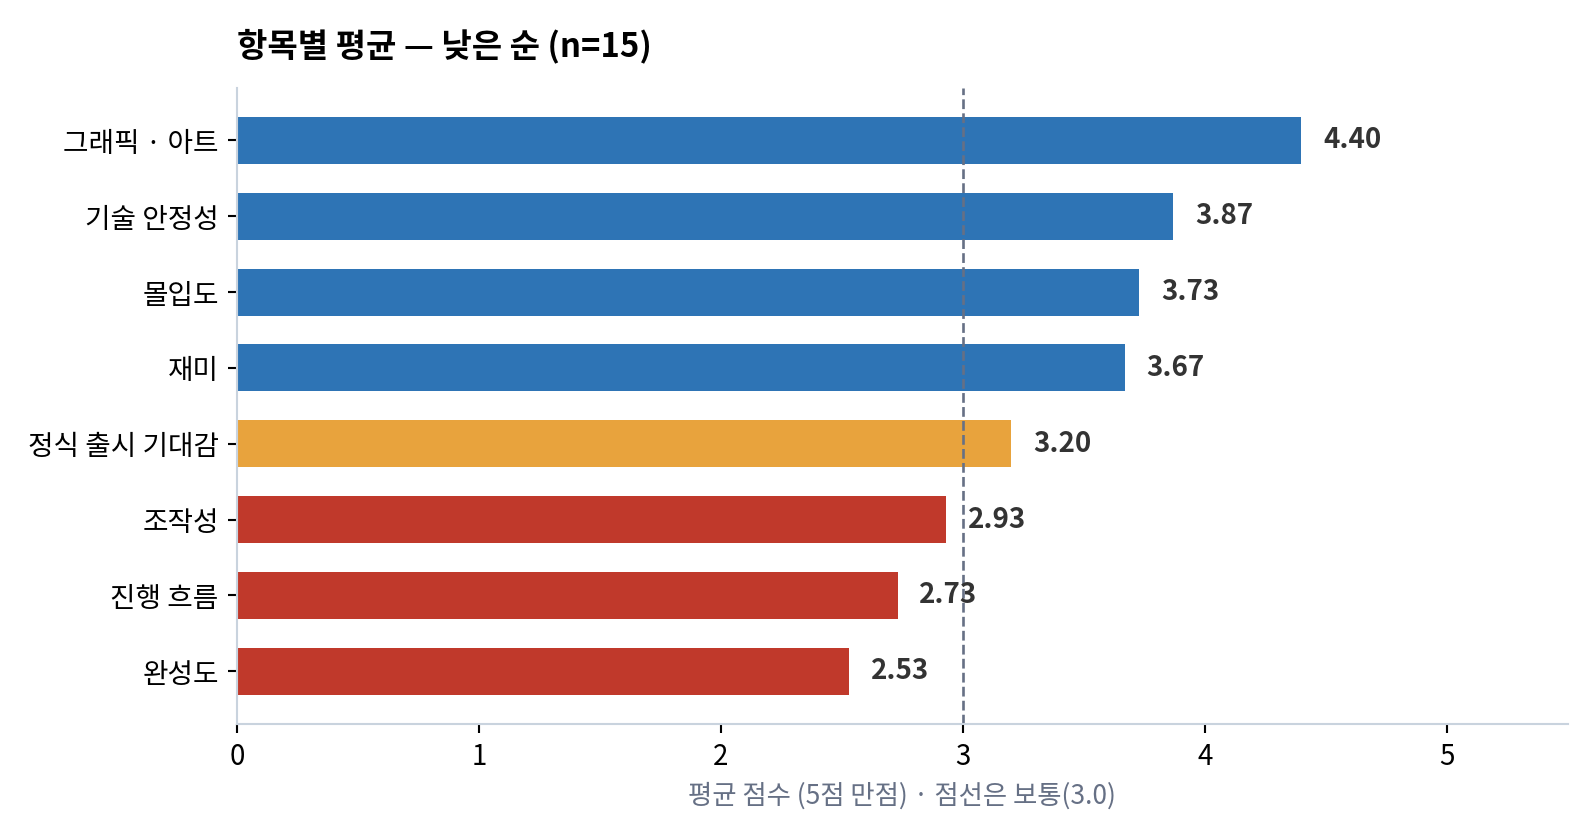 항목별 평균 — 낮은 순 (n=15)
그래픽 · 아트 4.40
기술 안정성 3.87
몰입도 3.73
재미 3.67
정식 출시 기대감 3.20
조작성 2.93
진행 흐름 2.73
완성도 2.53
0 1 2 3 4 5
평균 점수 (5점 만점) · 점선은 보통(3.0)